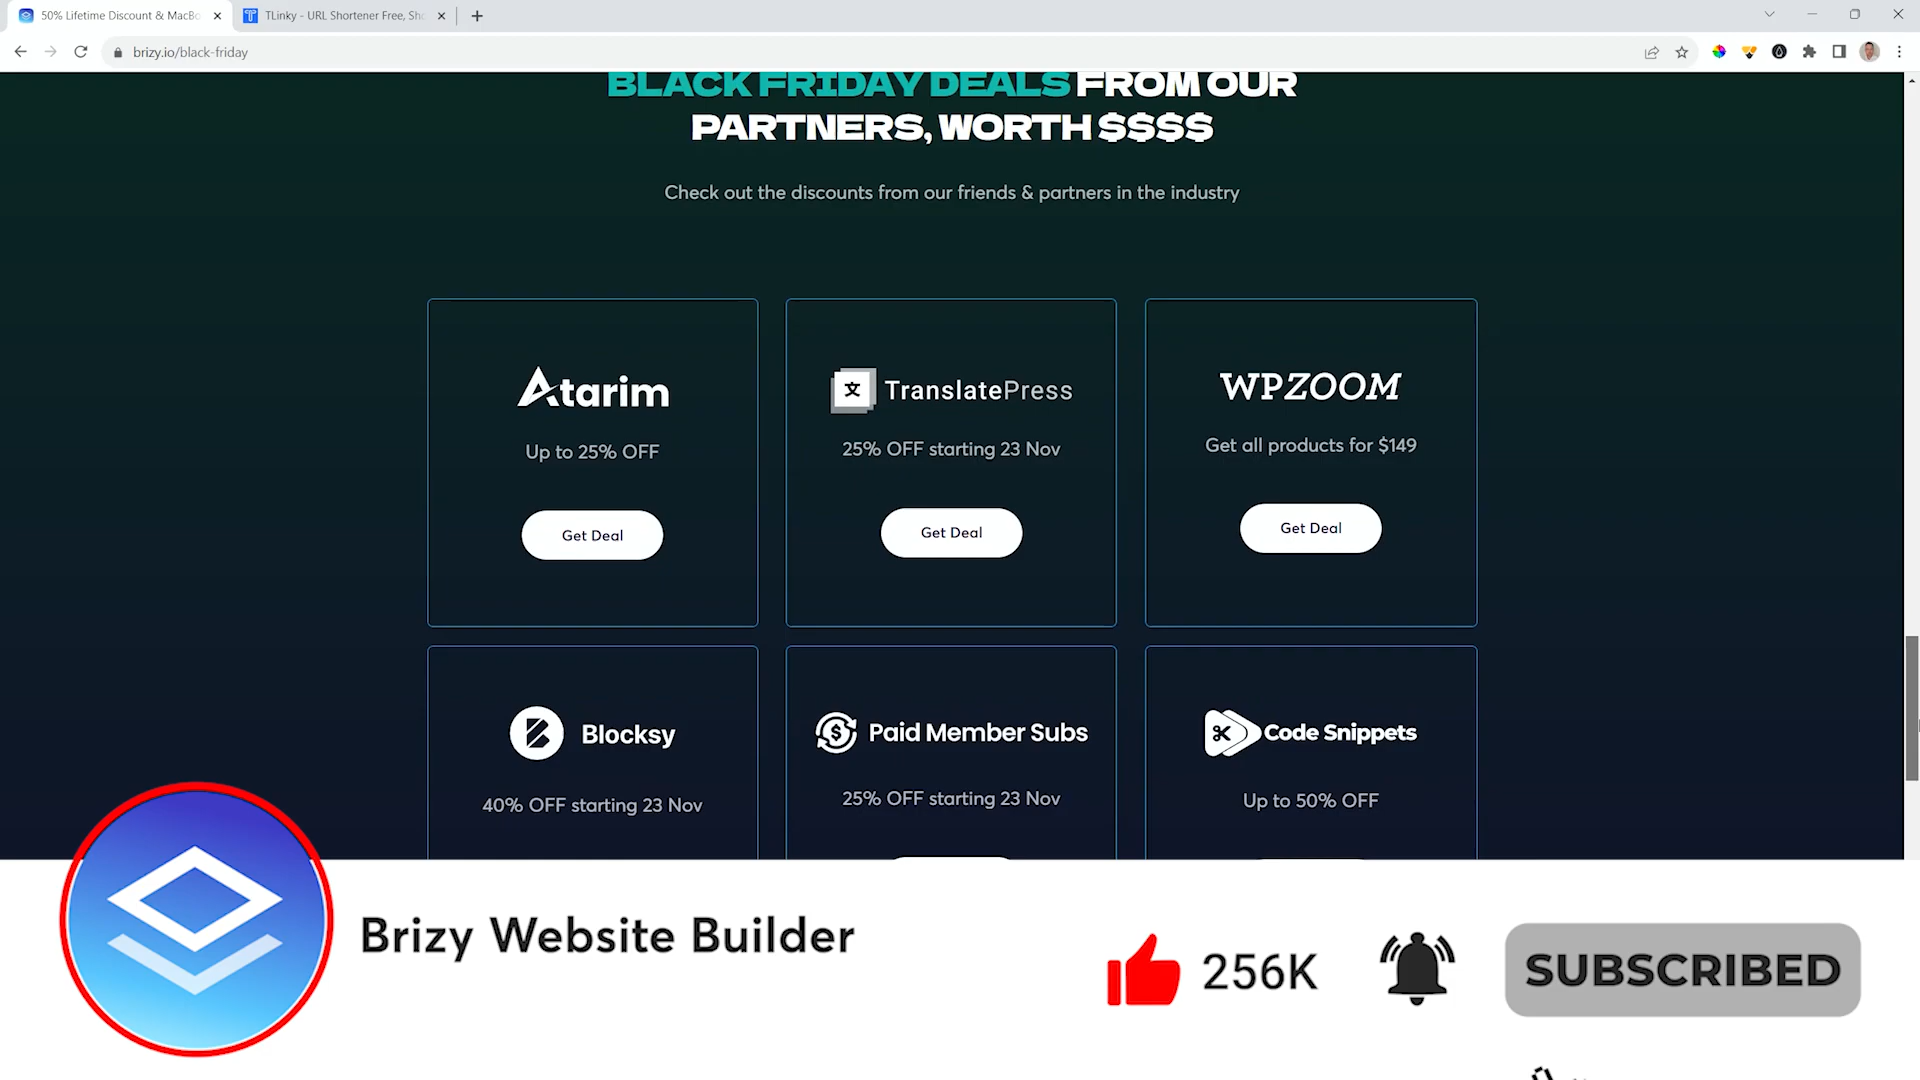 50% Lifetime Discount & MacBo
TLinky - URL Shortener Free, Sho
brizy.io/black-friday
BLACK FRIDAY DEALS FROM OUR
PARTNERS, WORTH $$$$
Check out the discounts from our friends & partners in the industry
Atarim
Up to 25% OFF
Get Deal
文 TranslatePress
25% OFF starting 23 Nov
Get Deal
WPZOOM
Get all products for $149
Get Deal
Blocksy
40% OFF starting 23 Nov
Paid Member Subs
25% OFF starting 23 Nov
Code Snippets
Up to 50% OFF
Brizy Website Builder
256K
SUBSCRIBED